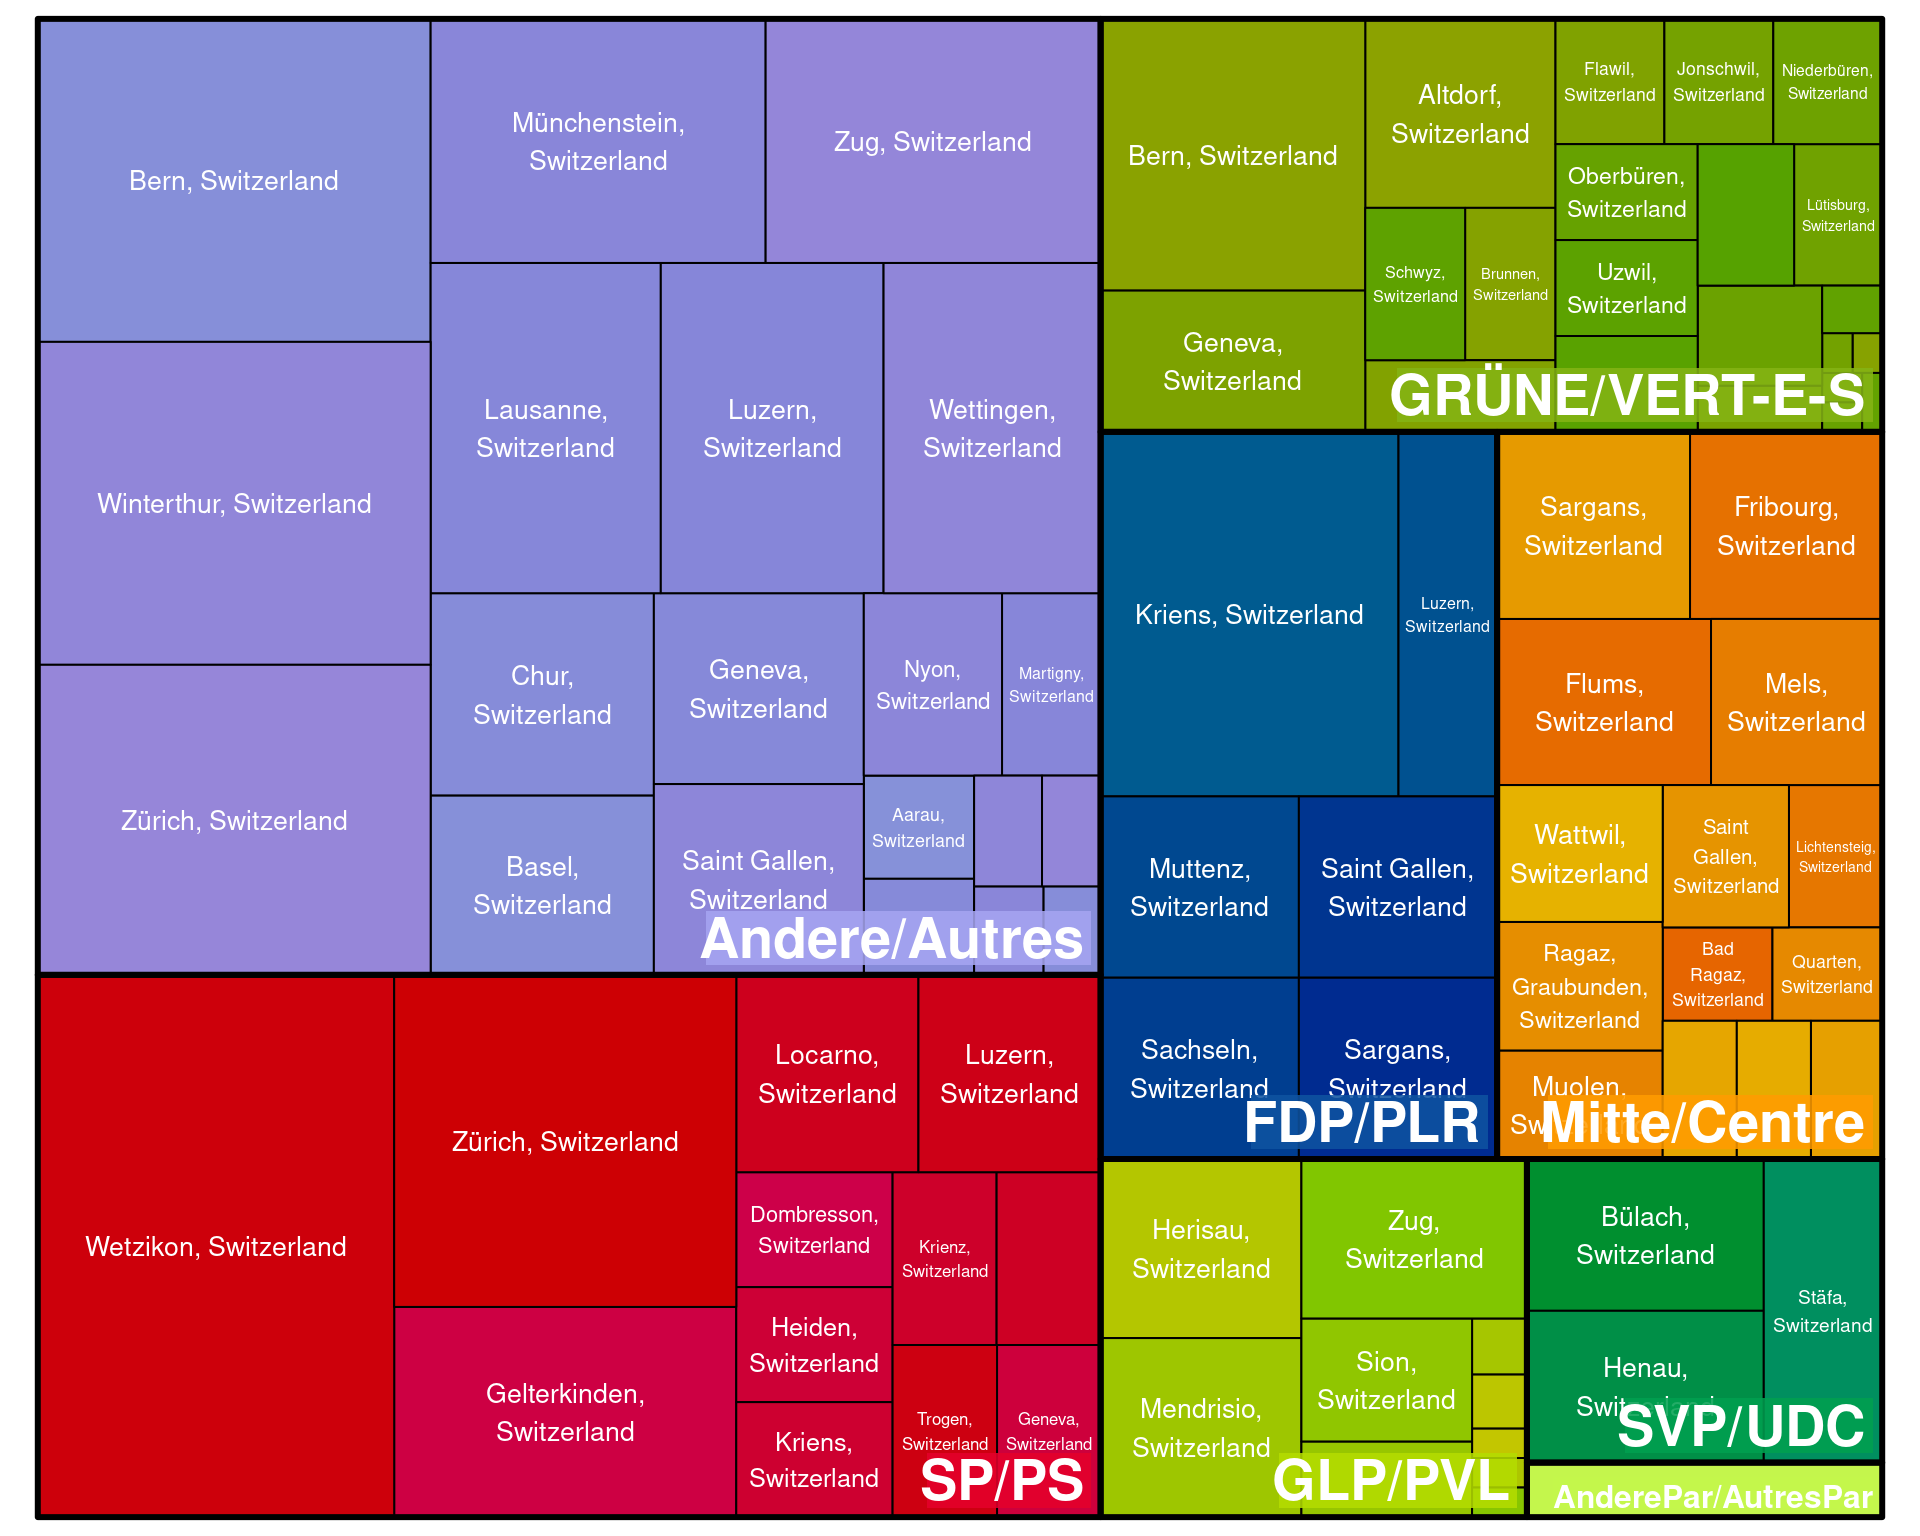 Bern, Switzerland
Münchenstein,
Switzerland
Zug, Switzerland
Winterthur, Switzerland
Lausanne,
Switzerland
Luzern,
Switzerland
Wettingen,
Switzerland
Zürich, Switzerland
Chur,
Switzerland
Geneva,
Switzerland
Nyon,
Switzerland
Martigny,
Switzerland
Basel,
Switzerland
Saint Gallen,
Switzerland
Aarau,
Switzerland
Andere/Autres
Wetzikon, Switzerland
Zürich, Switzerland
Gelterkinden,
Switzerland
Locarno,
Switzerland
Luzern,
Switzerland
Dombresson,
Switzerland
Krienz,
Switzerland
Heiden,
Switzerland
Kriens,
Switzerland
Trogen,
Switzerland
Geneva,
Switzerland
SP/PS
Bern, Switzerland
Geneva,
Switzerland
Altdorf,
Switzerland
Schwyz,
Switzerland
Brunnen,
Switzerland
Flawil,
Switzerland
Jonschwil,
Switzerland
Niederbüren,
Switzerland
Oberbüren,
Switzerland
Lütisburg,
Switzerland
Uzwil,
Switzerland
GRÜNE/VERT-E-S
Kriens, Switzerland
Luzern,
Switzerland
Muttenz,
Switzerland
Saint Gallen,
Switzerland
Sachseln,
Switzerland
Sargans,
Switzerland
FDP/PLR
Sargans,
Switzerland
Fribourg,
Switzerland
Flums,
Switzerland
Mels,
Switzerland
Wattwil,
Switzerland
Saint
Gallen,
Switzerland
Lichtensteig,
Switzerland
Ragaz,
Graubunden,
Switzerland
Bad
Ragaz,
Switzerland
Quarten,
Switzerland
Muolen,
Mitte/Centre
Herisau,
Switzerland
Zug,
Switzerland
Mendrisio,
Switzerland
Sion,
Switzerland
GLP/PVL
Bülach,
Switzerland
Henau,
Switzerland
Stäfa,
Switzerland
SVP/UDC
AnderePar/AutresPar